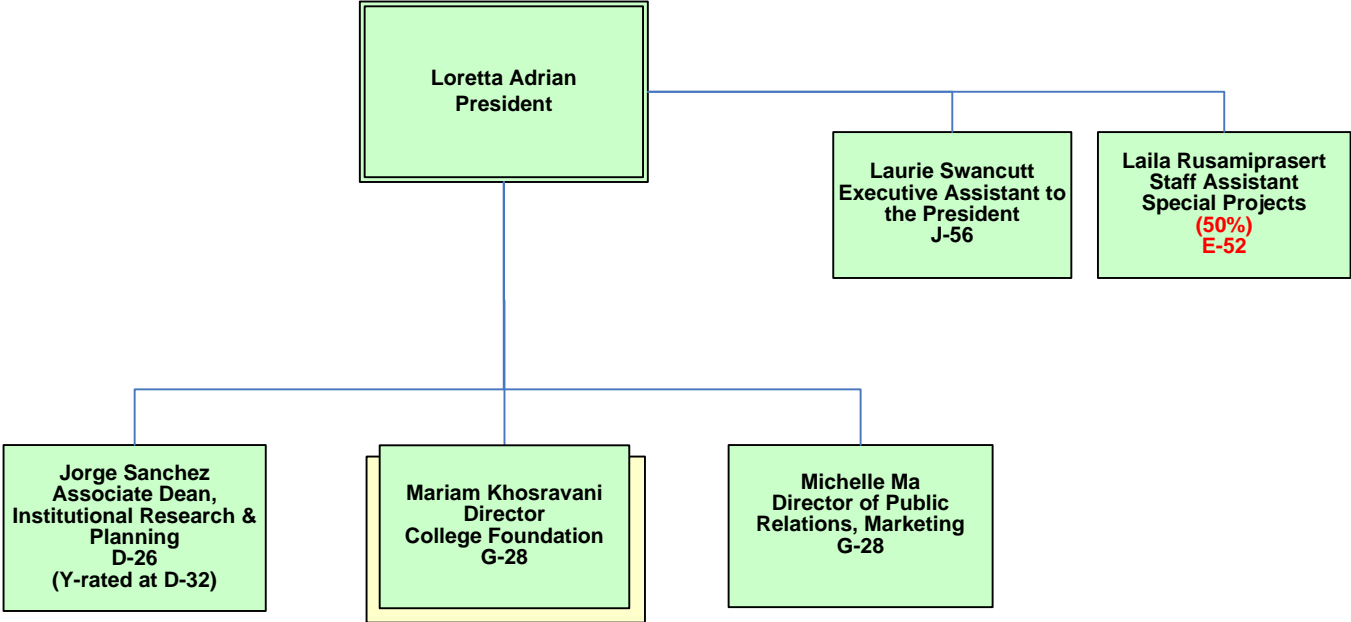 Loretta Adrian
President
Laurie Swancutt
Executive Assistant to
the President
J-56
Laila Rusamiprasert
Staff Assistant
Special Projects
(50%)
E-52
Jorge Sanchez
Associate Dean,
Institutional Research &
Planning
D-26
(Y-rated at D-32)
Mariam Khosravani
Director
College Foundation
G-28
Michelle Ma
Director of Public
Relations, Marketing
G-28